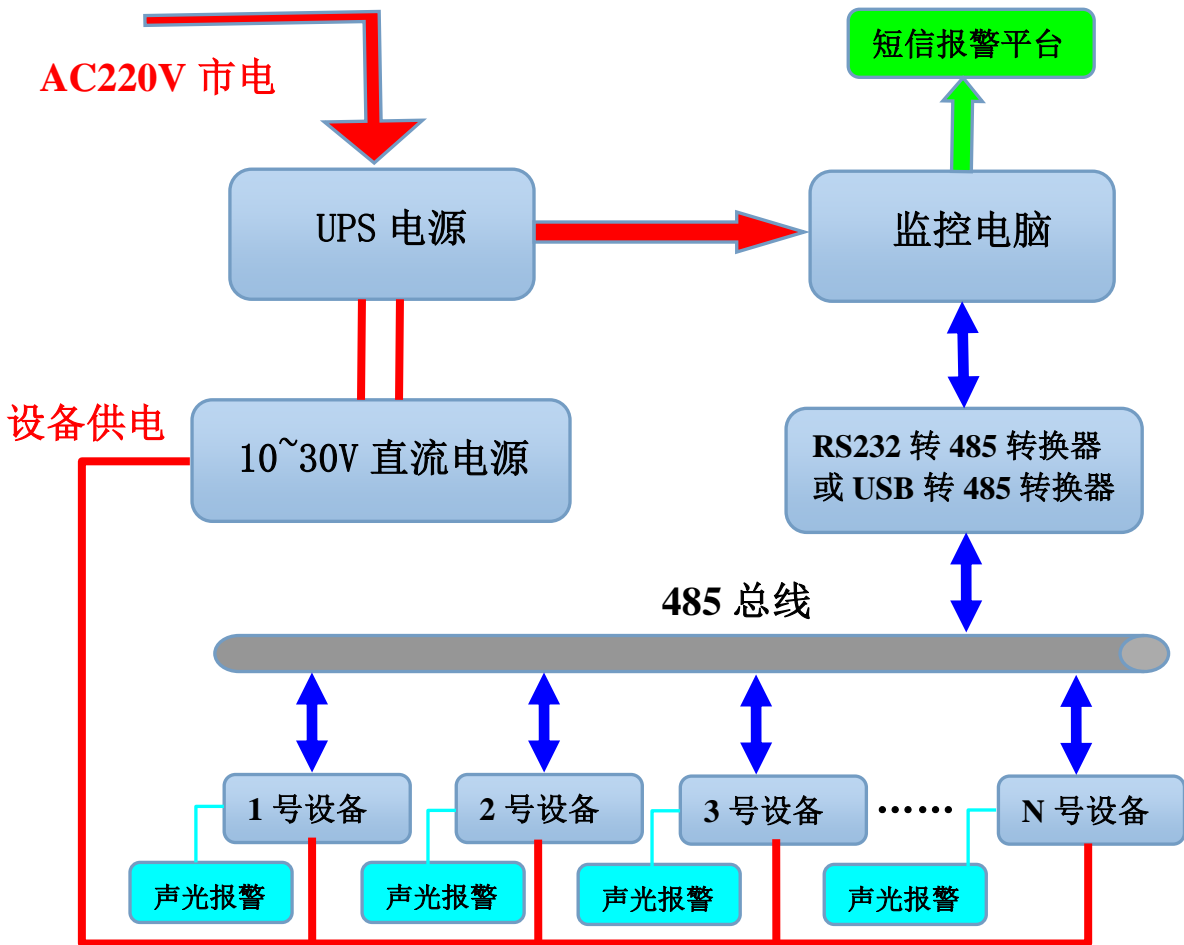 短信报警平台
AC220V 市电
UPS 电源
监控电脑
设备供电
10~30V 直流电源
RS232 转 485 转换器
或 USB 转 485 转换器
485 总线
1 号设备
2 号设备
3 号设备
……
N 号设备
声光报警
声光报警
声光报警
声光报警